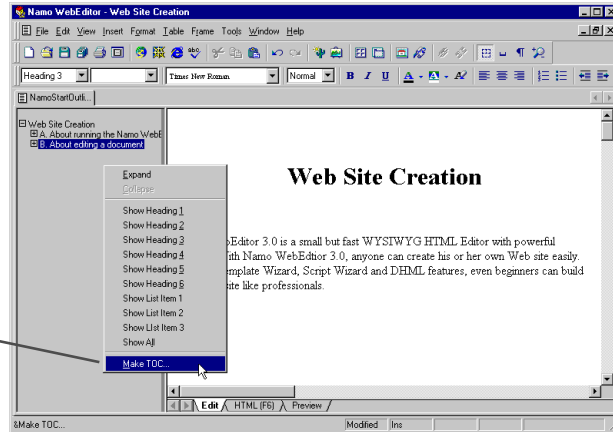 Namo WebEditor - Web Site Creation
File Edit View Insert Format Table Frame Tools Window Help
Heading 3 Times New Roman Normal B I U A A
NamoStartOutli...
Web Site Creation
A. About running the Namo WebE
B. About editing a document
Expand
Collapse
Show Heading 1
Show Heading 2
Show Heading 3
Show Heading 4
Show Heading 5
Show Heading 6
Show List Item 1
Show List Item 2
Show LIst Item 3
Show All
Make TOC...
Web Site Creation
bEditor 3.0 is a small but fast WYSIWYG HTML Editor with powerful
ith Namo WebEdtior 3.0, anyone can create his or her own Web site easily.
mplate Wizard, Script Wizard and DHML features, even beginners can build
site like professionals.
Edit HTML (F6) Preview
&Make TOC... Modified Ins